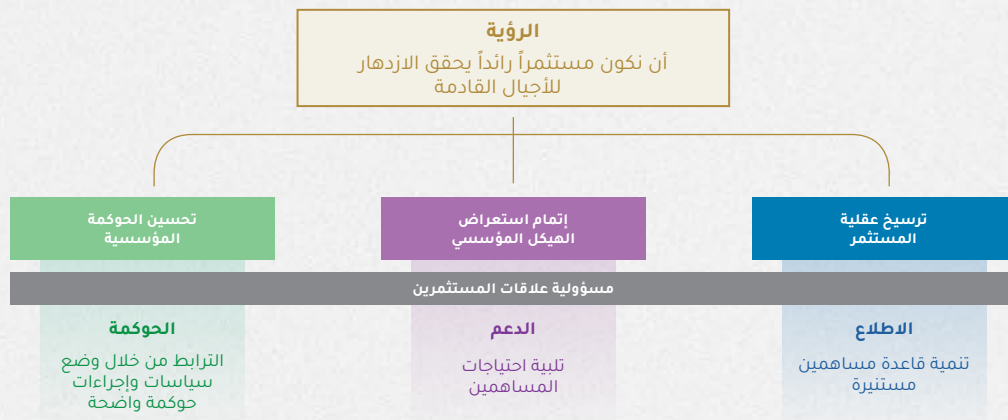 الرؤية
أن نكون مستثمراً رائداً يحقق الازدهار
للأجيال القادمة
ترسيخ عقلية
المستثمر
إتمام استعراض
الهيكل المؤسسي
تحسين الحوكمة
المؤسسية
مسؤولية علاقات المستثمرين
الاطلاع
تنمية قاعدة مساهمين
مستنيرة
الدعم
تلبية احتياجات
المساهمين
الحوكمة
الترابط من خلال وضع
سياسات وإجراءات
حوكمة واضحة